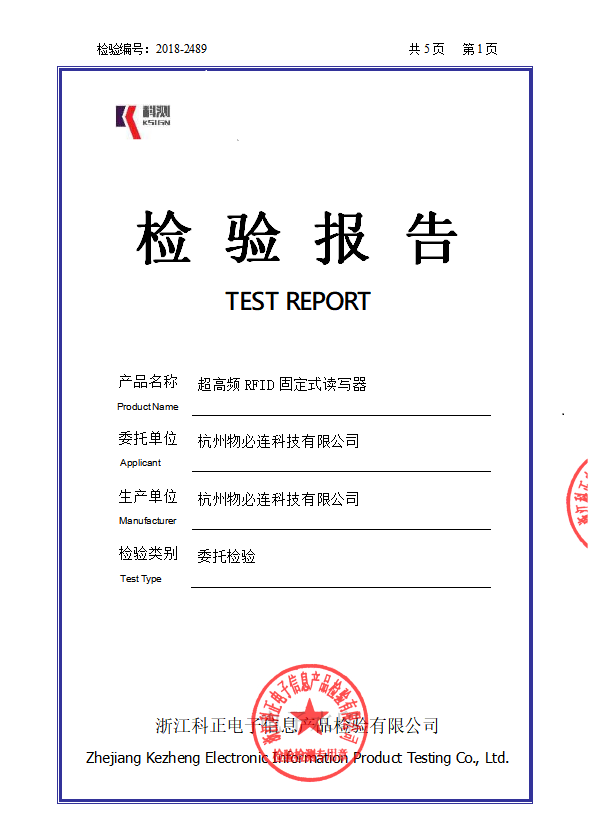 检验编号：2018-2489 共 5 页 第 1 页
科测
KSIGN
检验报告
TEST REPORT
产品名称 超高频 RFID 固定式读写器
Product Name
委托单位 杭州物必连科技有限公司
Applicant
生产单位 杭州物必连科技有限公司
Manufacturer
检验类别 委托检验
Test Type
浙江科正电子信息产品检验有限公司
检验检测专用章
浙江科正电子信息产品检验有限公司
Zhejiang Kezheng Electronic Information Product Testing Co., Ltd.